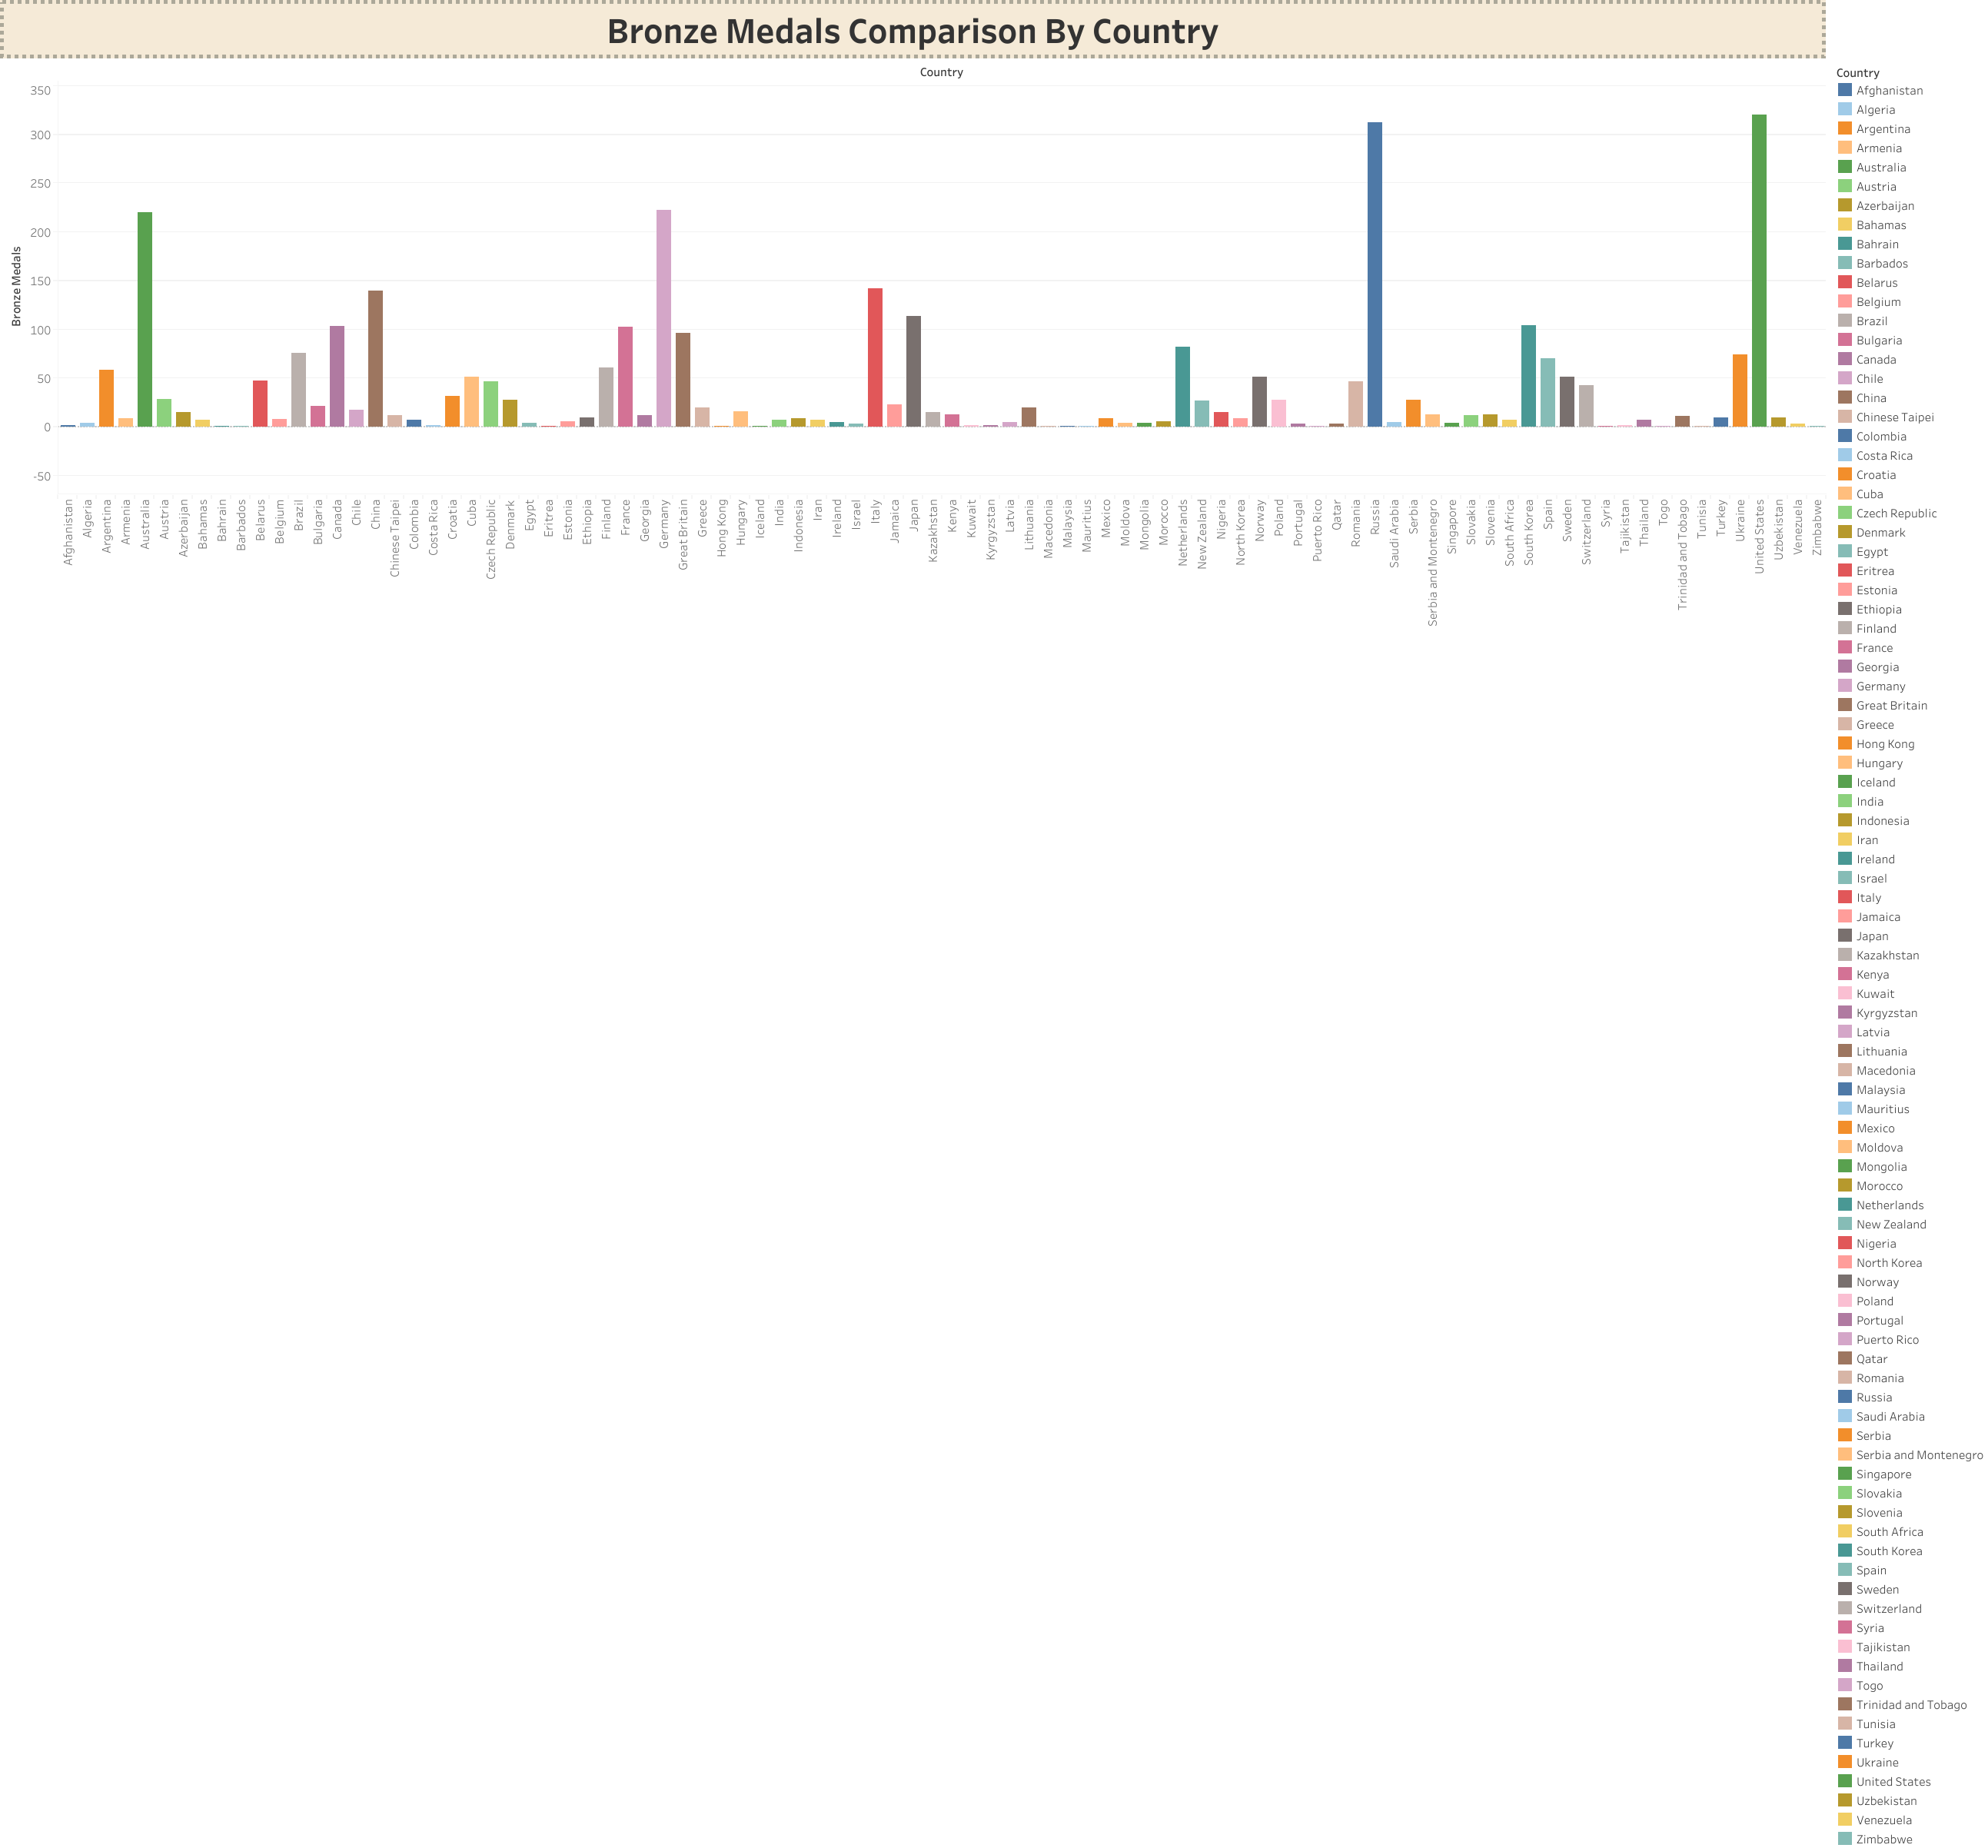 Bronze Medals Comparison By Country
Country
Bronze Medals
350
300
250
200
150
100
50
0
-50
Afghanistan
Algeria
Argentina
Armenia
Australia
Austria
Azerbaijan
Bahamas
Bahrain
Barbados
Belarus
Belgium
Brazil
Bulgaria
Canada
Chile
China
Chinese Taipei
Colombia
Costa Rica
Croatia
Cuba
Czech Republic
Denmark
Egypt
Eritrea
Estonia
Ethiopia
Finland
France
Georgia
Germany
Great Britain
Greece
Hong Kong
Hungary
Iceland
India
Indonesia
Iran
Ireland
Israel
Italy
Jamaica
Japan
Kazakhstan
Kenya
Kuwait
Kyrgyzstan
Latvia
Lithuania
Macedonia
Malaysia
Mauritius
Mexico
Moldova
Mongolia
Morocco
Netherlands
New Zealand
Nigeria
North Korea
Norway
Poland
Portugal
Puerto Rico
Qatar
Romania
Russia
Saudi Arabia
Serbia
Serbia and Montenegro
Singapore
Slovakia
Slovenia
South Africa
South Korea
Spain
Sweden
Switzerland
Syria
Tajikistan
Thailand
Togo
Trinidad and Tobago
Tunisia
Turkey
Ukraine
United States
Uzbekistan
Venezuela
Zimbabwe
Country
Afghanistan
Algeria
Argentina
Armenia
Australia
Austria
Azerbaijan
Bahamas
Bahrain
Barbados
Belarus
Belgium
Brazil
Bulgaria
Canada
Chile
China
Chinese Taipei
Colombia
Costa Rica
Croatia
Cuba
Czech Republic
Denmark
Egypt
Eritrea
Estonia
Ethiopia
Finland
France
Georgia
Germany
Great Britain
Greece
Hong Kong
Hungary
Iceland
India
Indonesia
Iran
Ireland
Israel
Italy
Jamaica
Japan
Kazakhstan
Kenya
Kuwait
Kyrgyzstan
Latvia
Lithuania
Macedonia
Malaysia
Mauritius
Mexico
Moldova
Mongolia
Morocco
Netherlands
New Zealand
Nigeria
North Korea
Norway
Poland
Portugal
Puerto Rico
Qatar
Romania
Russia
Saudi Arabia
Serbia
Serbia and Montenegro
Singapore
Slovakia
Slovenia
South Africa
South Korea
Spain
Sweden
Switzerland
Syria
Tajikistan
Thailand
Togo
Trinidad and Tobago
Tunisia
Turkey
Ukraine
United States
Uzbekistan
Venezuela
Zimbabwe